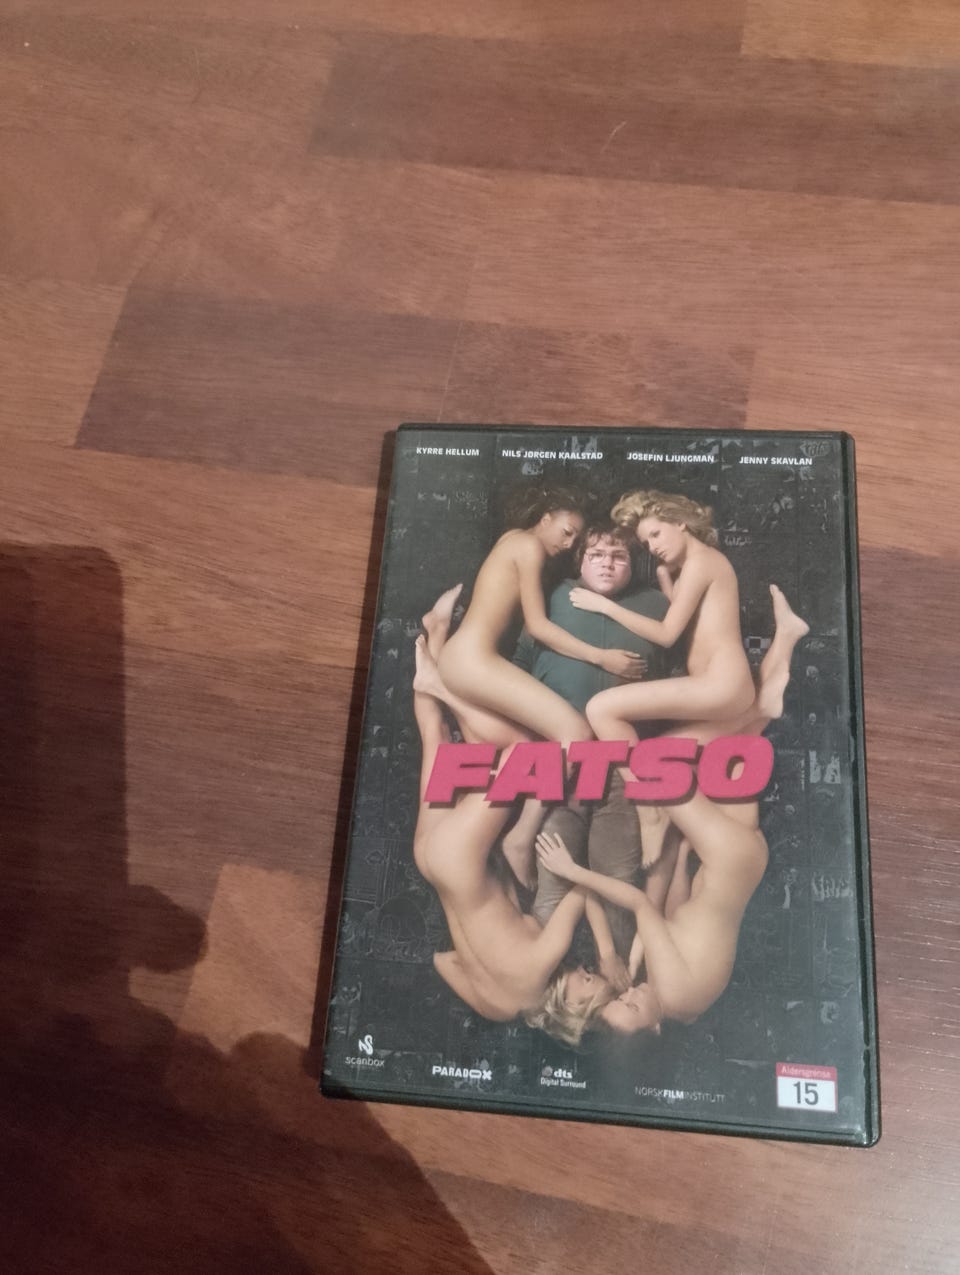 KYRRE HELLUM NILS JØRGEN KAALSTAD JOSEFIN LJUNGMAN JENNY SKAVLAN
FATSO
scanbox
PARADOX
dts
Digital Surround
NORSKFILMINSTITUTT
Aldersgrense
15